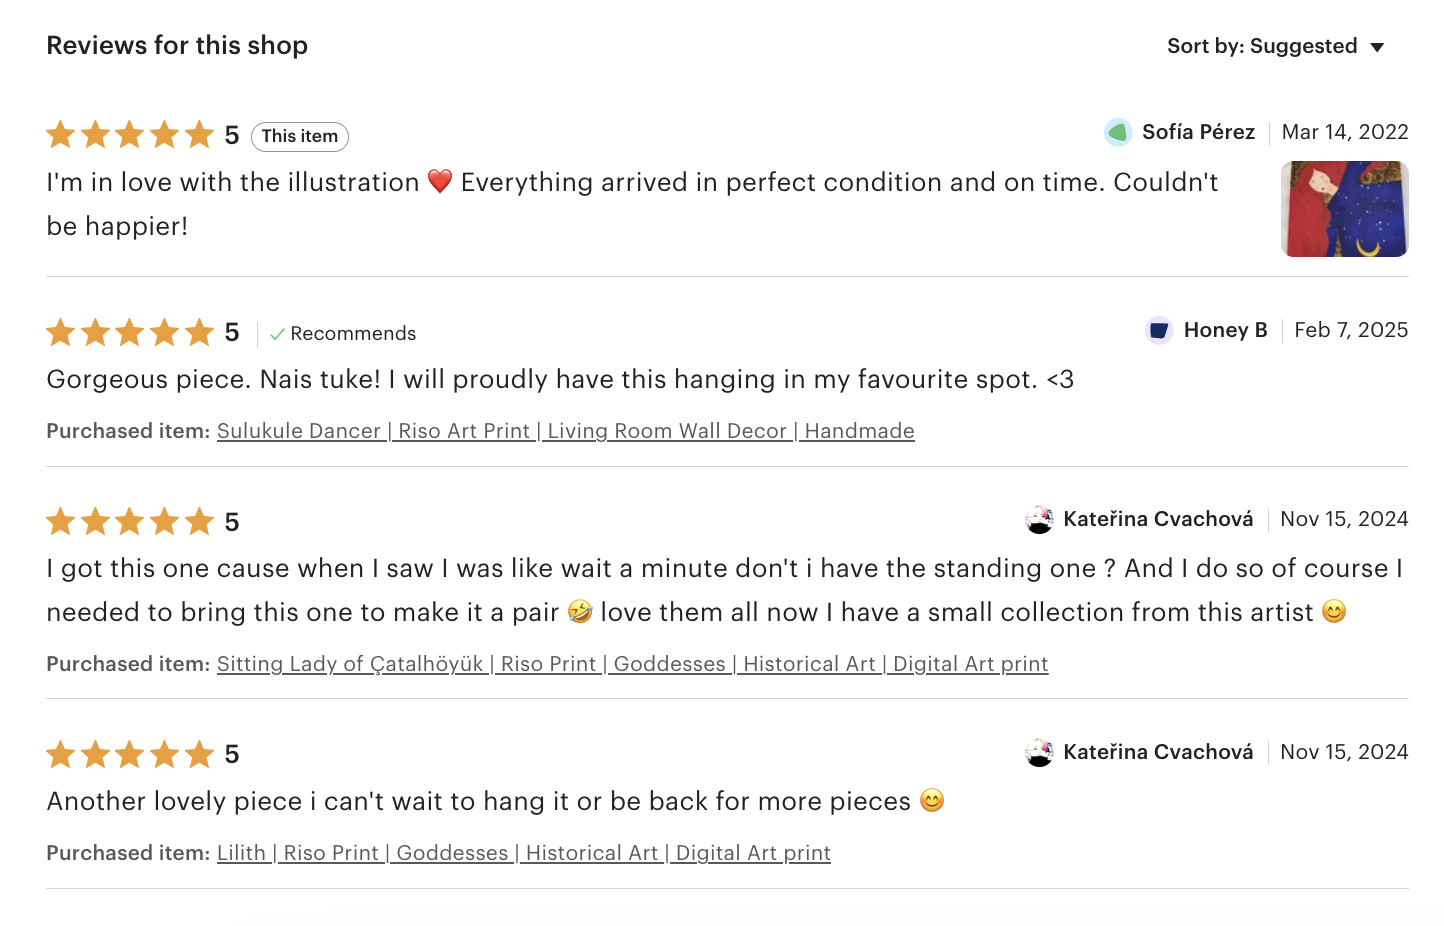 Reviews for this shop
Sort by: Suggested
5 This item
Sofía Pérez Mar 14, 2022
I'm in love with the illustration ❤️ Everything arrived in perfect condition and on time. Couldn't
be happier!
5 Recommends
Honey B Feb 7, 2025
Gorgeous piece. Nais tuke! I will proudly have this hanging in my favourite spot. <3
Purchased item: Sulukule Dancer | Riso Art Print | Living Room Wall Decor | Handmade
5
Kateřina Cvachová Nov 15, 2024
I got this one cause when I saw I was like wait a minute don't i have the standing one ? And I do so of course I
needed to bring this one to make it a pair 🤣 love them all now I have a small collection from this artist 😊
Purchased item: Sitting Lady of Çatalhöyük | Riso Print | Goddesses | Historical Art | Digital Art print
5
Kateřina Cvachová Nov 15, 2024
Another lovely piece i can't wait to hang it or be back for more pieces 😊
Purchased item: Lilith | Riso Print | Goddesses | Historical Art | Digital Art print